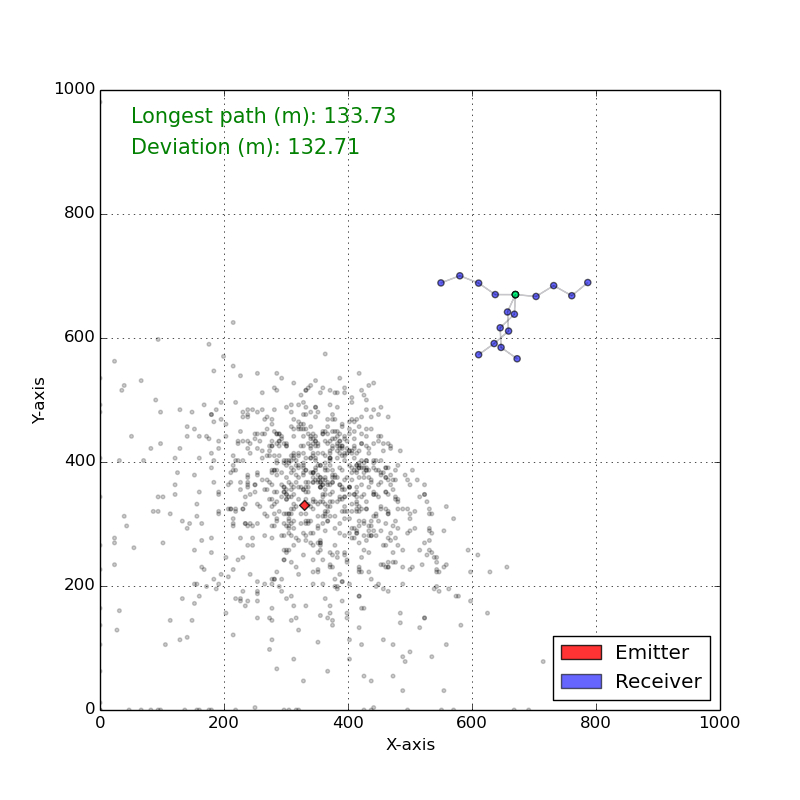 Longest path (m): 133.73
Deviation (m): 132.71
1000
800
600
400
200
0
Y-axis
0 200 400 600 800 1000
X-axis
Emitter
Receiver